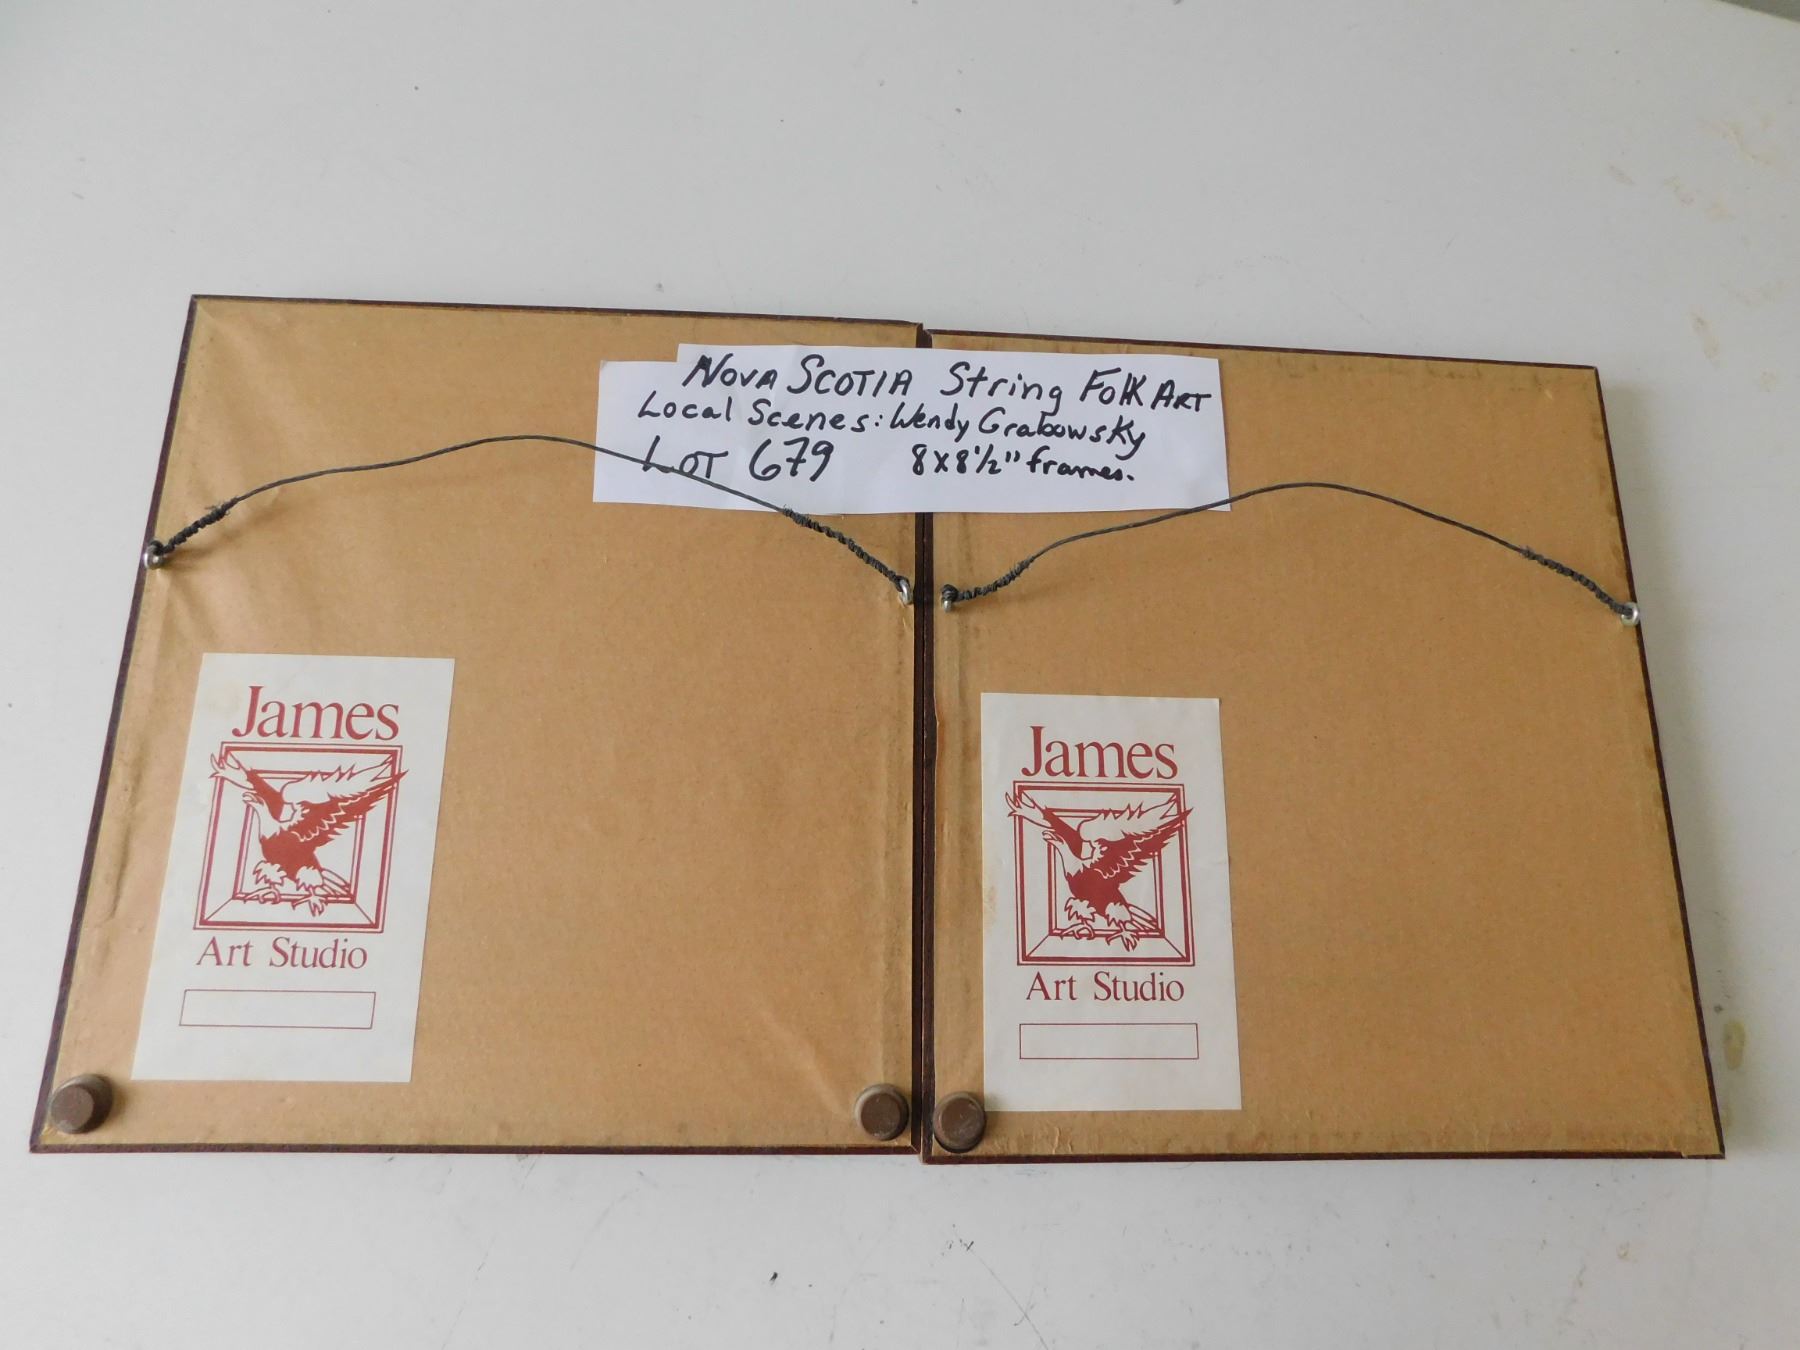 NOVA SCOTIA String Folk ART
Local Scenes: Wendy Grabowsky
LOT 679 8x8½" frames.
James
Art Studio
James
Art Studio